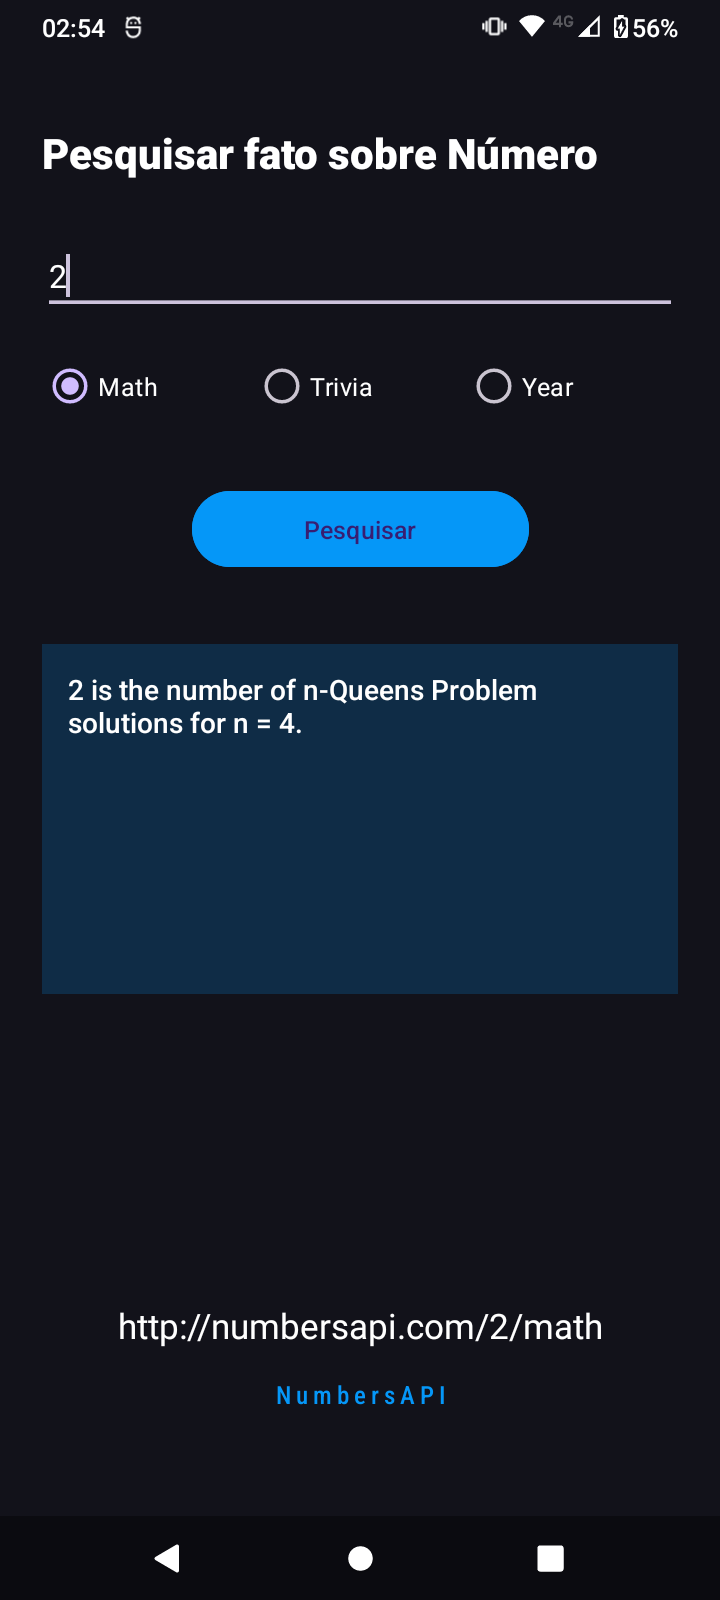 02:54 4G 56%
Pesquisar fato sobre Número
2
Math Trivia Year
Pesquisar
2 is the number of n-Queens Problem
solutions for n = 4.
http://numbersapi.com/2/math
NumbersAPI